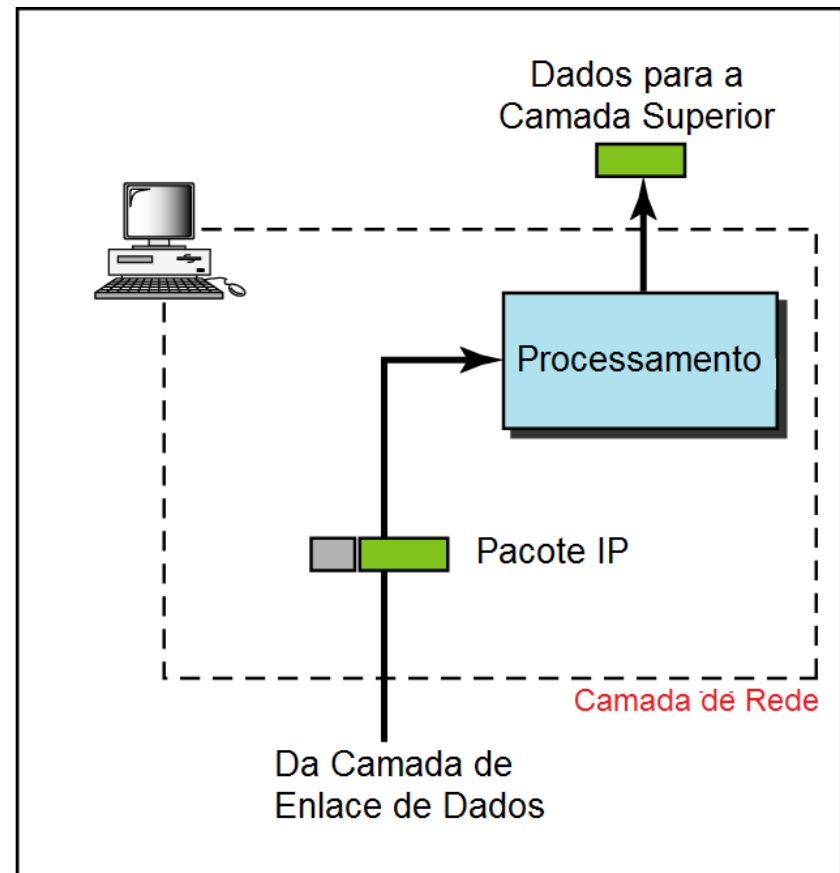 Dados para a
Camada Superior
Processamento
Pacote IP
Camada de Rede
Da Camada de
Enlace de Dados